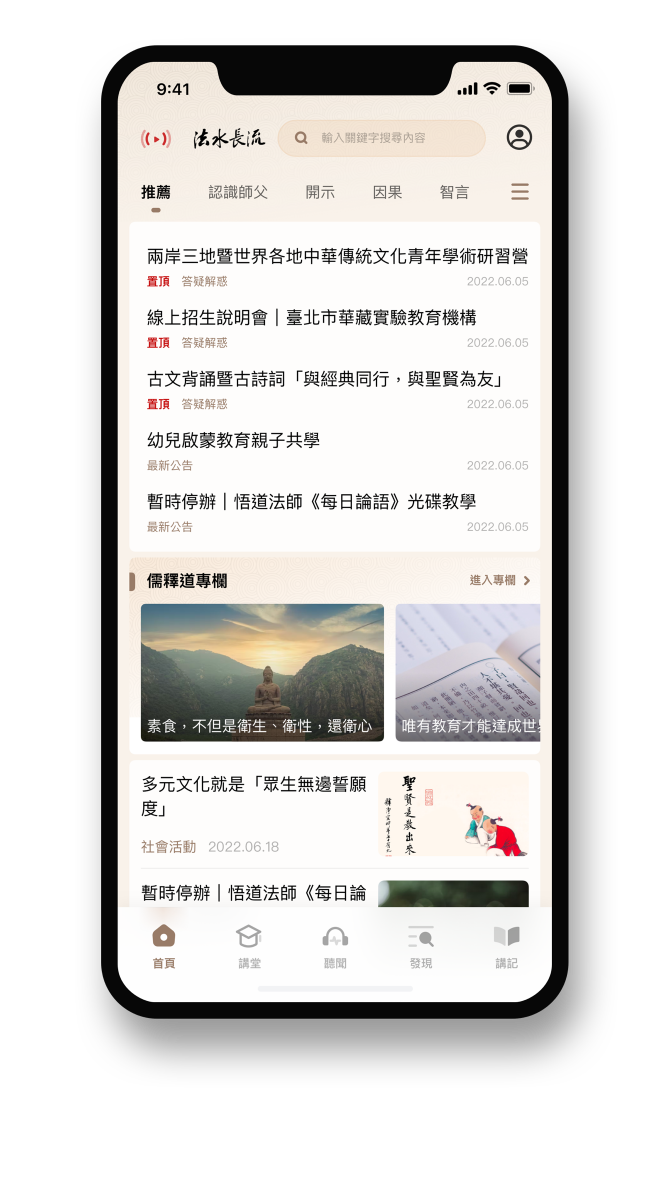 9:41
法水長流
輸入關鍵字搜尋內容
推薦 認識師父 開示 因果 智言
兩岸三地暨世界各地中華傳統文化青年學術研習營
置頂 答疑解惑 2022.06.05
線上招生說明會｜臺北市華藏實驗教育機構
置頂 答疑解惑 2022.06.05
古文背誦暨古詩詞「與經典同行，與聖賢為友」
置頂 答疑解惑 2022.06.05
幼兒啟蒙教育親子共學
最新公告 2022.06.05
暫時停辦｜悟道法師《每日論語》光碟教學
最新公告 2022.06.05
儒釋道專欄
進入專欄
素食，不但是衛生、衛性，還衛心
唯有教育才能達成世界
多元文化就是「眾生無邊誓願
度」
社會活動 2022.06.18
聖賢是教出來
暫時停辦｜悟道法師《每日論
首頁 講堂 聽聞 發現 講記